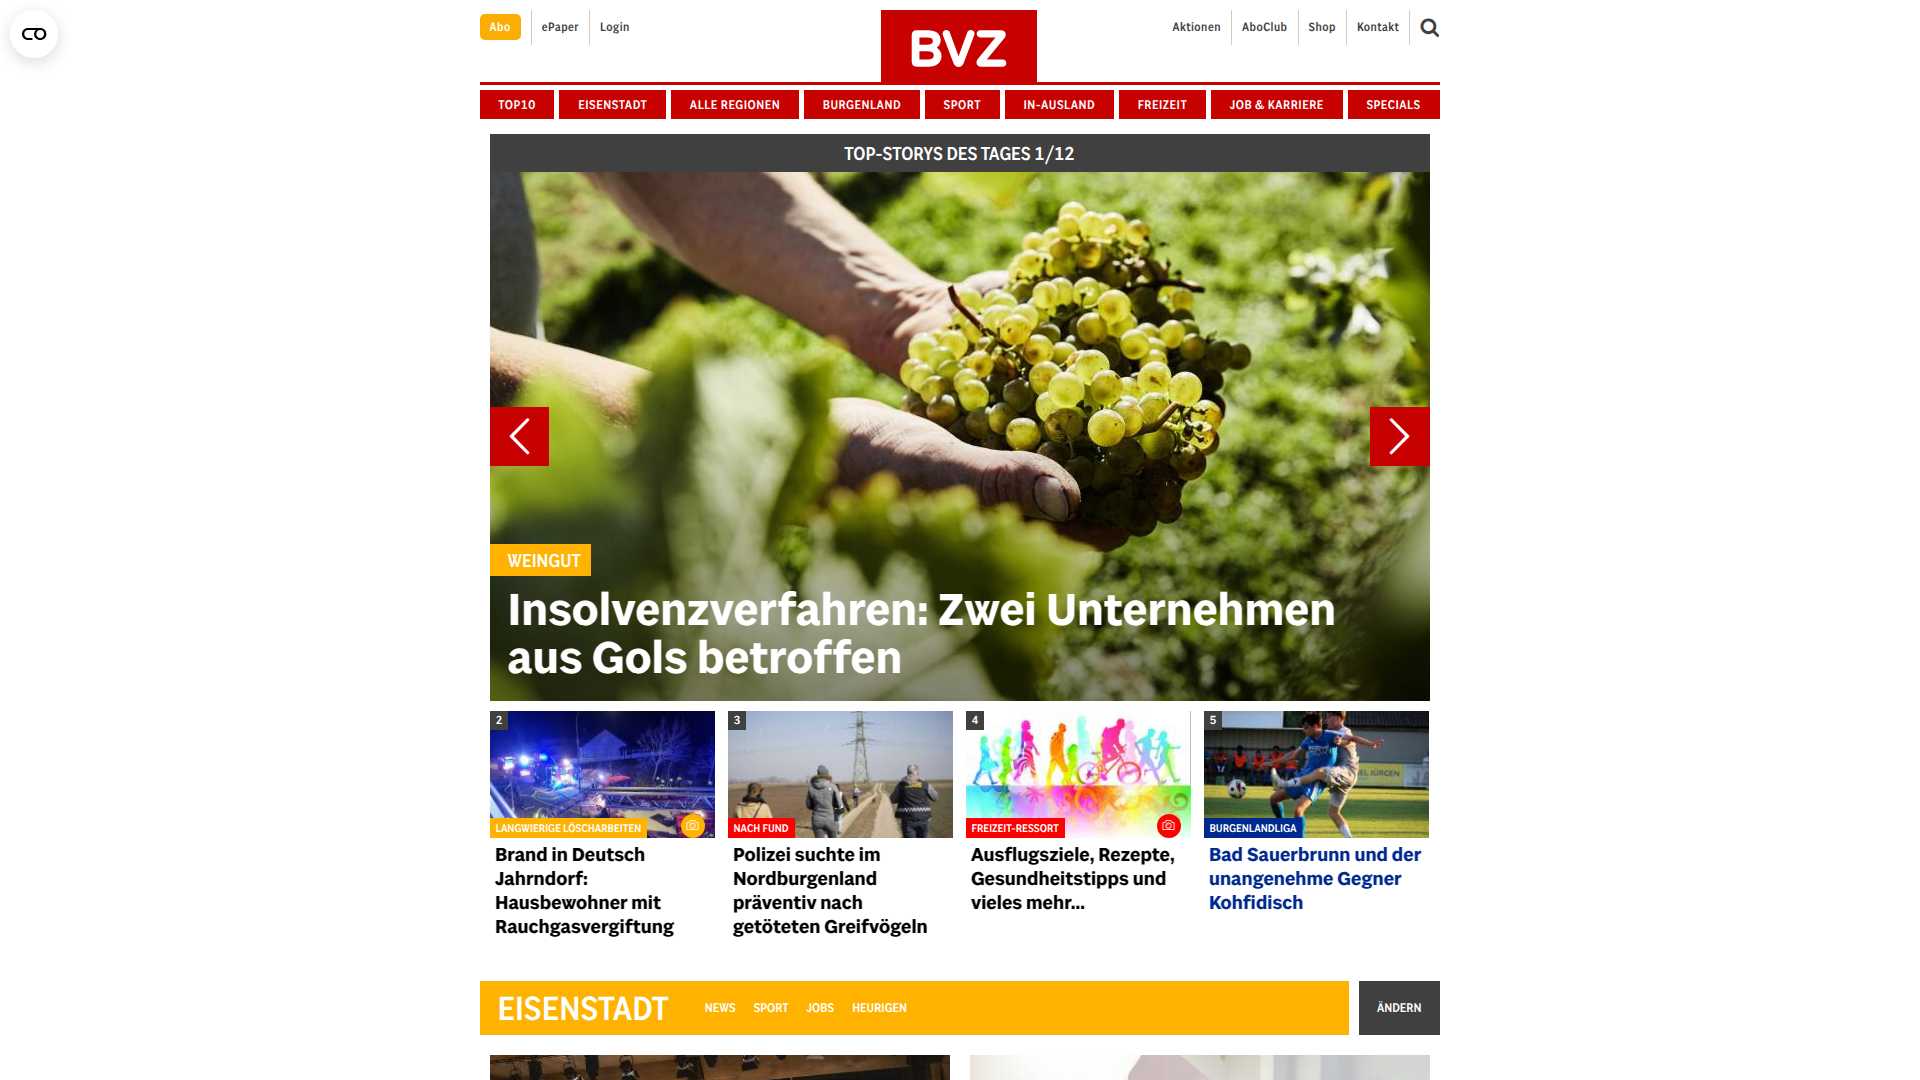 Abo
ePaper
Login
BVZ
Aktionen
AboClub
Shop
Kontakt
TOP10
EISENSTADT
ALLE REGIONEN
BURGENLAND
SPORT
IN-AUSLAND
FREIZEIT
JOB & KARRIERE
SPECIALS
TOP-STORYS DES TAGES 1/12
WEINGUT
Insolvenzverfahren: Zwei Unternehmen
aus Gols betroffen
2
LANGWIERIGE LÖSCHARBEITEN
Brand in Deutsch
Jahrndorf:
Hausbewohner mit
Rauchgasvergiftung
3
NACH FUND
Polizei suchte im
Nordburgenland
präventiv nach
getöteten Greifvögeln
4
FREIZEIT-RESSORT
Ausflugsziele, Rezepte,
Gesundheitstipps und
vieles mehr...
5
BURGENLANDLIGA
Bad Sauerbrunn und der
unangenehme Gegner
Kohfidisch
EISENSTADT
NEWS
SPORT
JOBS
HEURIGEN
ÄNDERN